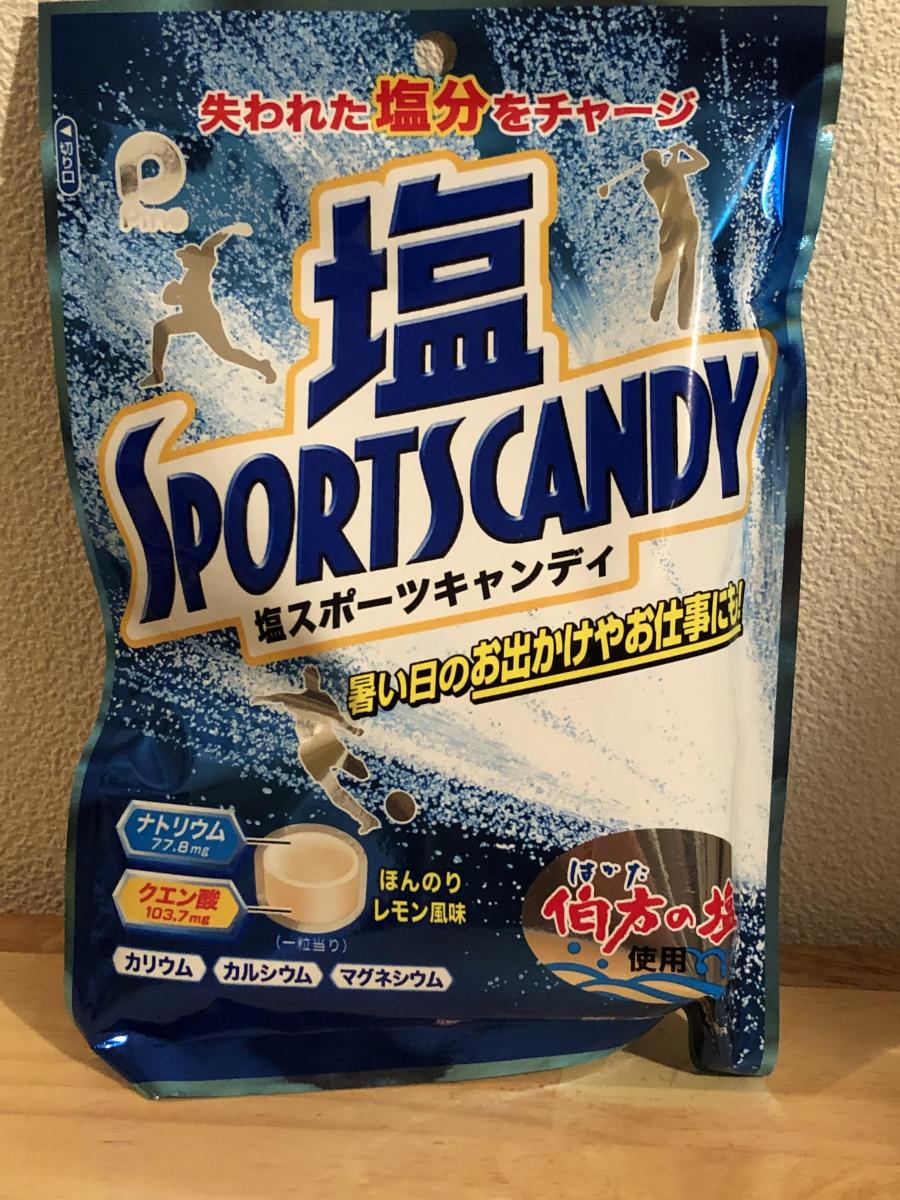 失われた塩分をチャージ
切り口
Pine
塩
SPORTSCANDY
塩スポーツキャンディ
暑い日のお出かけやお仕事にも!
ナトリウム
77.8mg
クエン酸
103.7mg
ほんのり
レモン風味
(一粒当り)
カリウム
カルシウム
マグネシウム
はかた
伯方の塩
使用